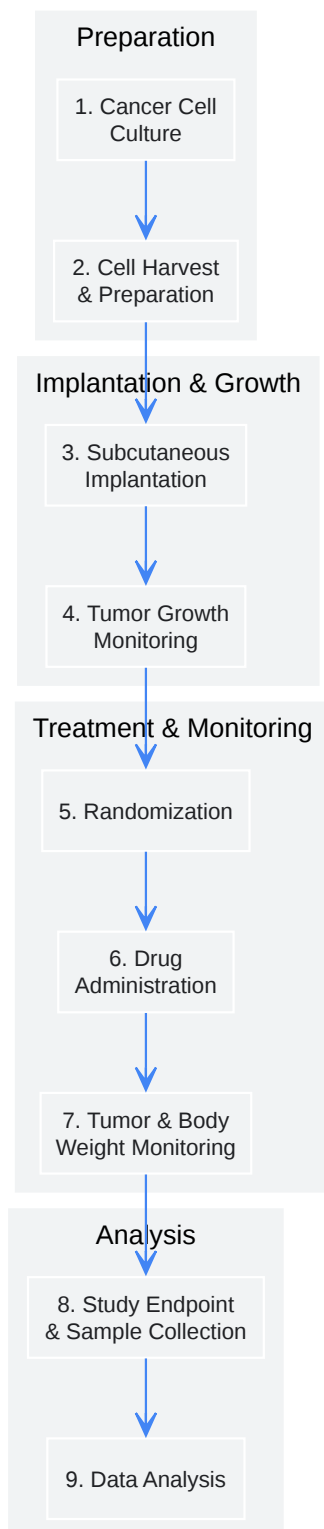 Preparation
1. Cancer Cell
Culture
2. Cell Harvest
& Preparation
Implantation & Growth
3. Subcutaneous
Implantation
4. Tumor Growth
Monitoring
Treatment & Monitoring
5. Randomization
6. Drug
Administration
7. Tumor & Body
Weight Monitoring
Analysis
8. Study Endpoint
& Sample Collection
9. Data Analysis